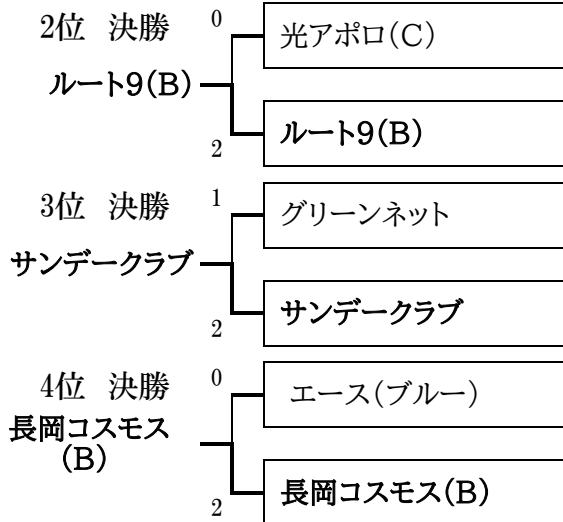 2位 決勝
0
光アポロ(C)
ルート9(B)
2
ルート9(B)
3位 決勝
1
グリーンネット
サンデークラブ
2
サンデークラブ
4位 決勝
0
エース(ブルー)
長岡コスモス
(B)
2
長岡コスモス(B)